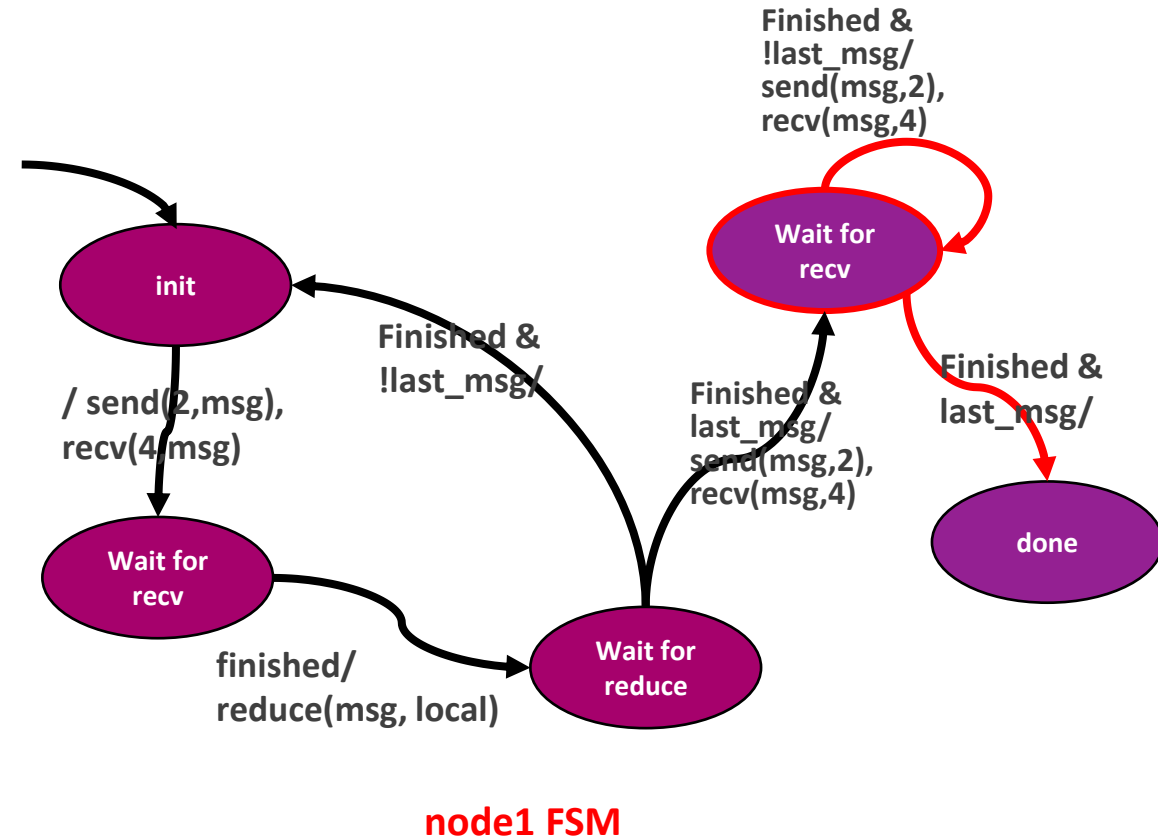 Finished &
!last_msg/
send(msg,2),
recv(msg,4)
Wait for
recv
init
Finished &
!last_msg/
Finished &
last_msg/
/ send(2,msg),
recv(4,msg)
Finished &
last_msg/
send(msg,2),
recv(msg,4)
Wait for
recv
done
finished/
reduce(msg, local)
Wait for
reduce
node1 FSM